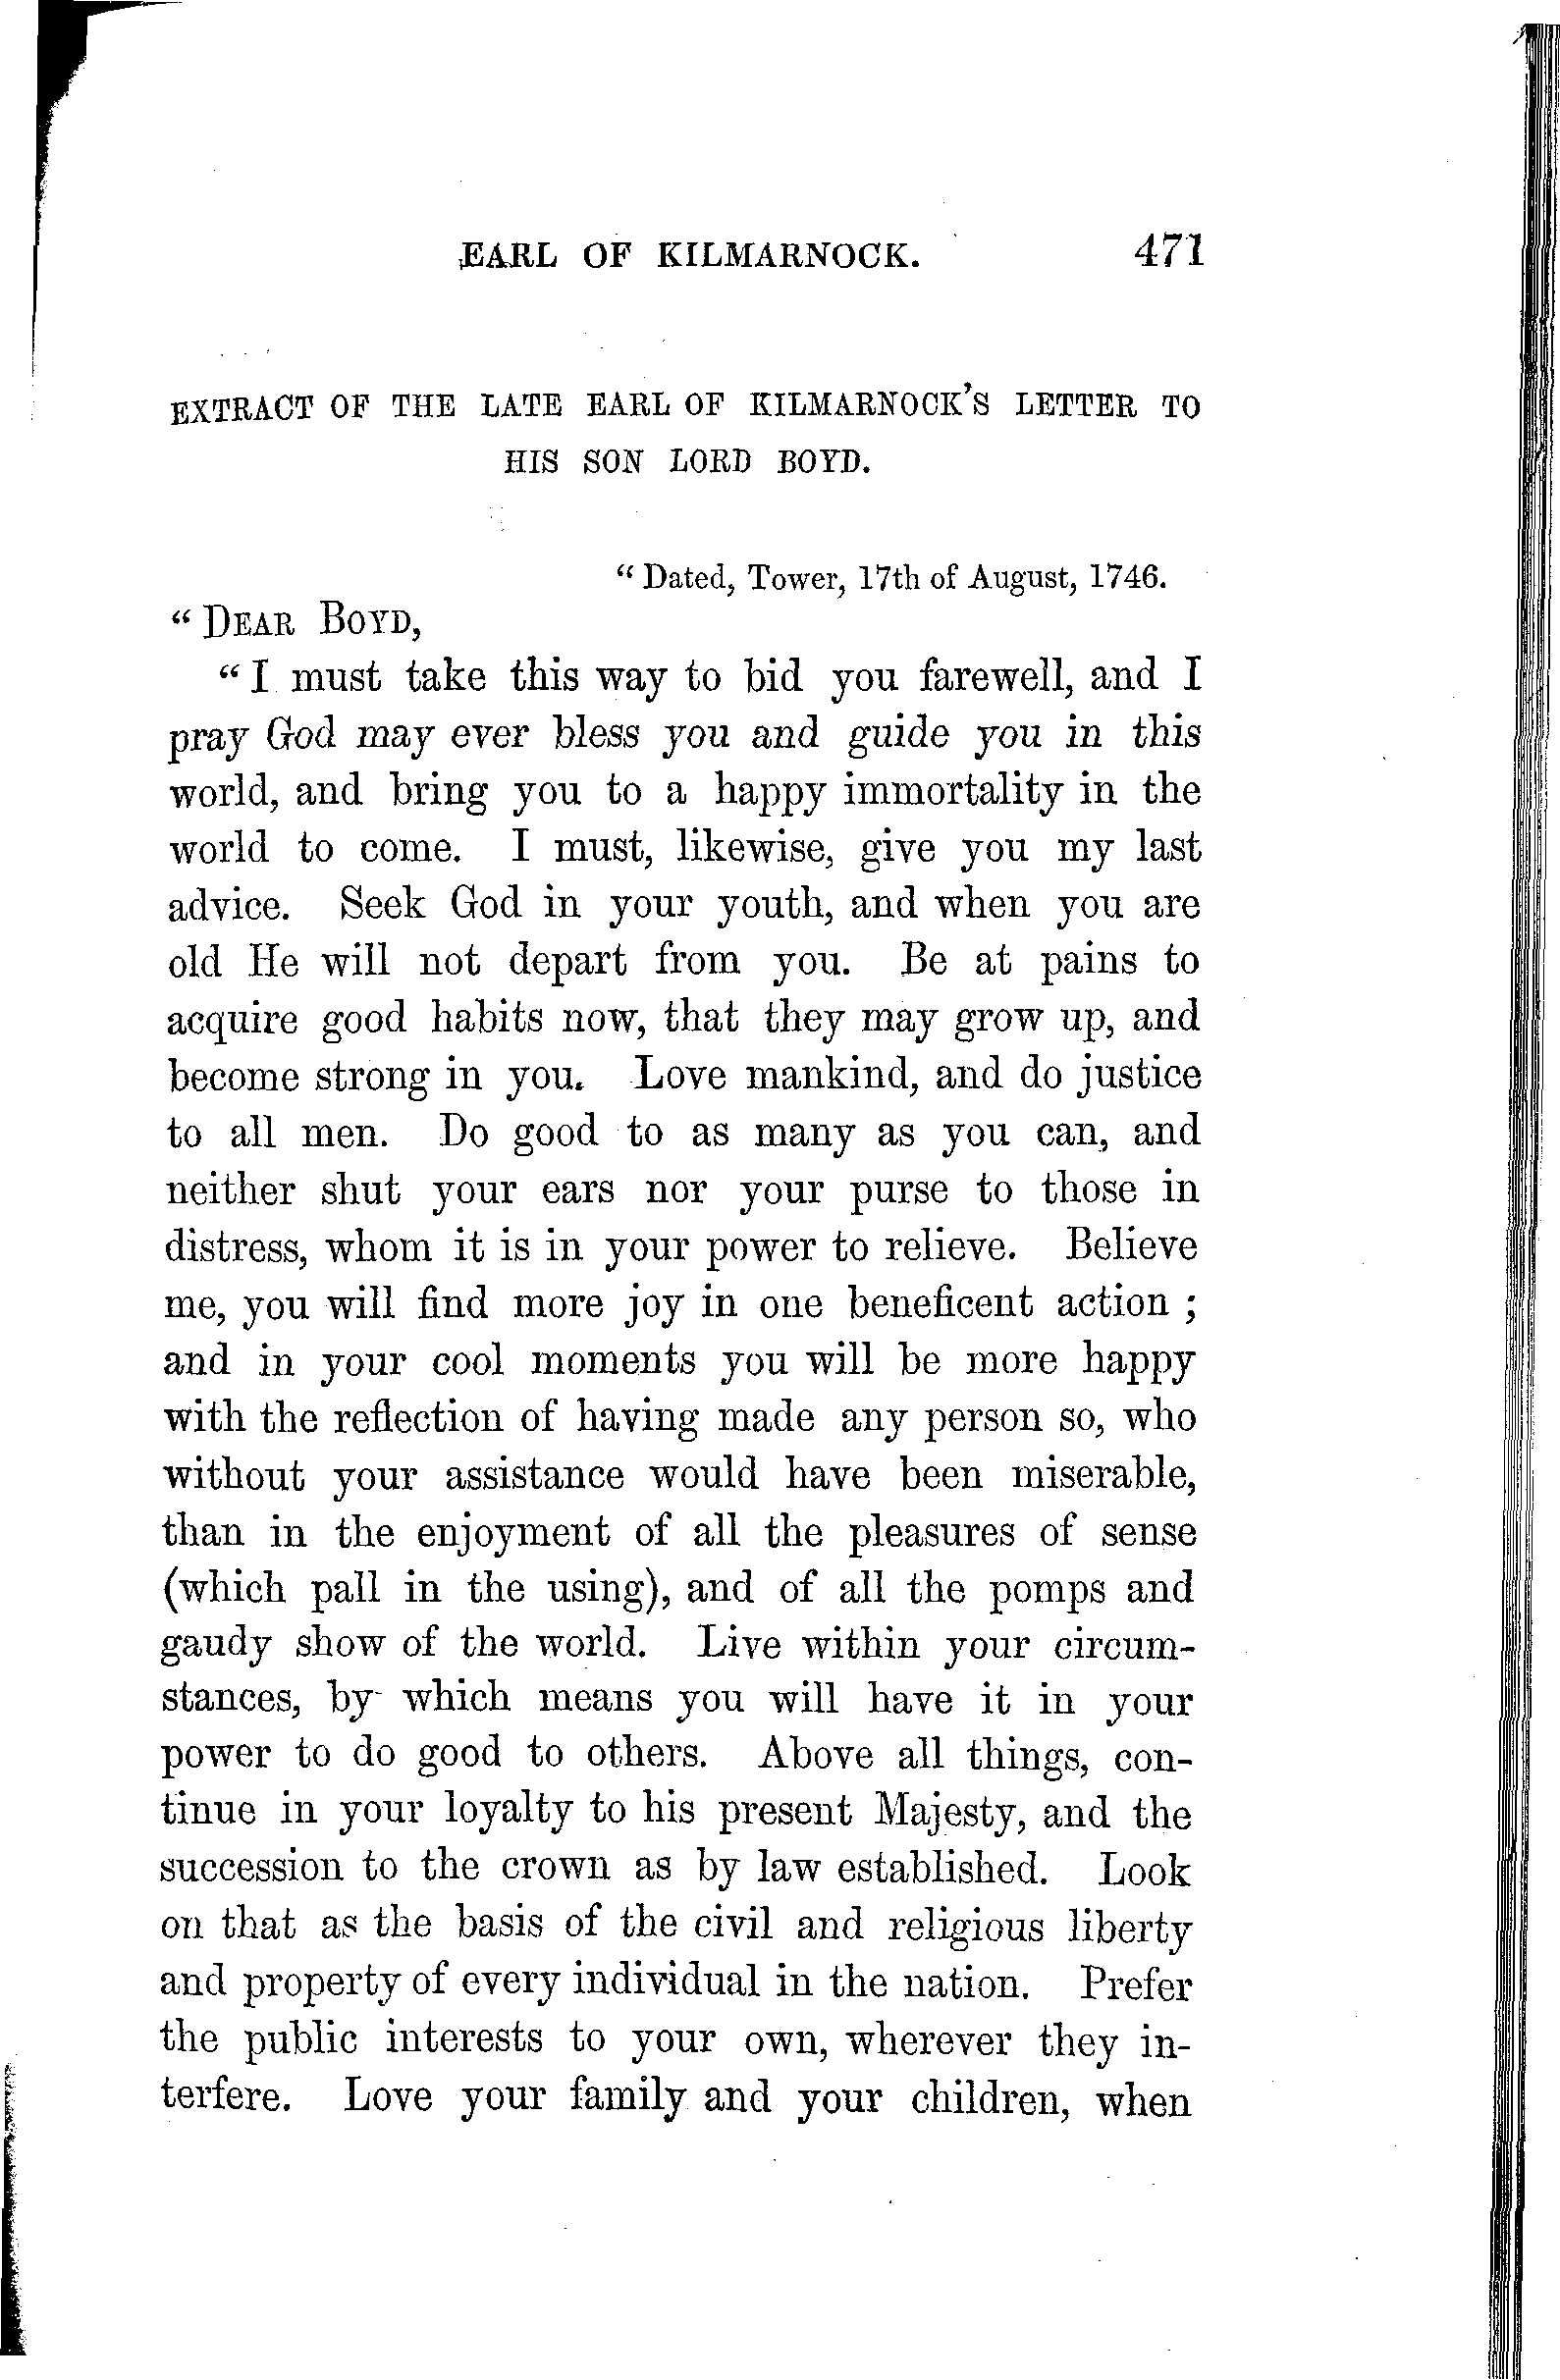 EARL OF KILMARNOCK. 471
EXTRACT OF THE LATE EARL OF KILMARNOCK'S LETTER TO
HIS SON LORD BOYD.
“ Dated, Tower, 17th of August, 1746.
“ DEAR BOYD,
“ I must take this way to bid you farewell, and I
pray God may ever bless you and guide you in this
world, and bring you to a happy immortality in the
world to come. I must, likewise, give you my last
advice. Seek God in your youth, and when you are
old He will not depart from you. Be at pains to
acquire good habits now, that they may grow up, and
become strong in you. Love mankind, and do justice
to all men. Do good to as many as you can, and
neither shut your ears nor your purse to those in
distress, whom it is in your power to relieve. Believe
me, you will find more joy in one beneficent action ;
and in your cool moments you will be more happy
with the reflection of having made any person so, who
without your assistance would have been miserable,
than in the enjoyment of all the pleasures of sense
(which pall in the using), and of all the pomps and
gaudy show of the world. Live within your circum-
stances, by which means you will have it in your
power to do good to others. Above all things, con-
tinue in your loyalty to his present Majesty, and the
succession to the crown as by law established. Look
on that as the basis of the civil and religious liberty
and property of every individual in the nation. Prefer
the public interests to your own, wherever they in-
terfere. Love your family and your children, when